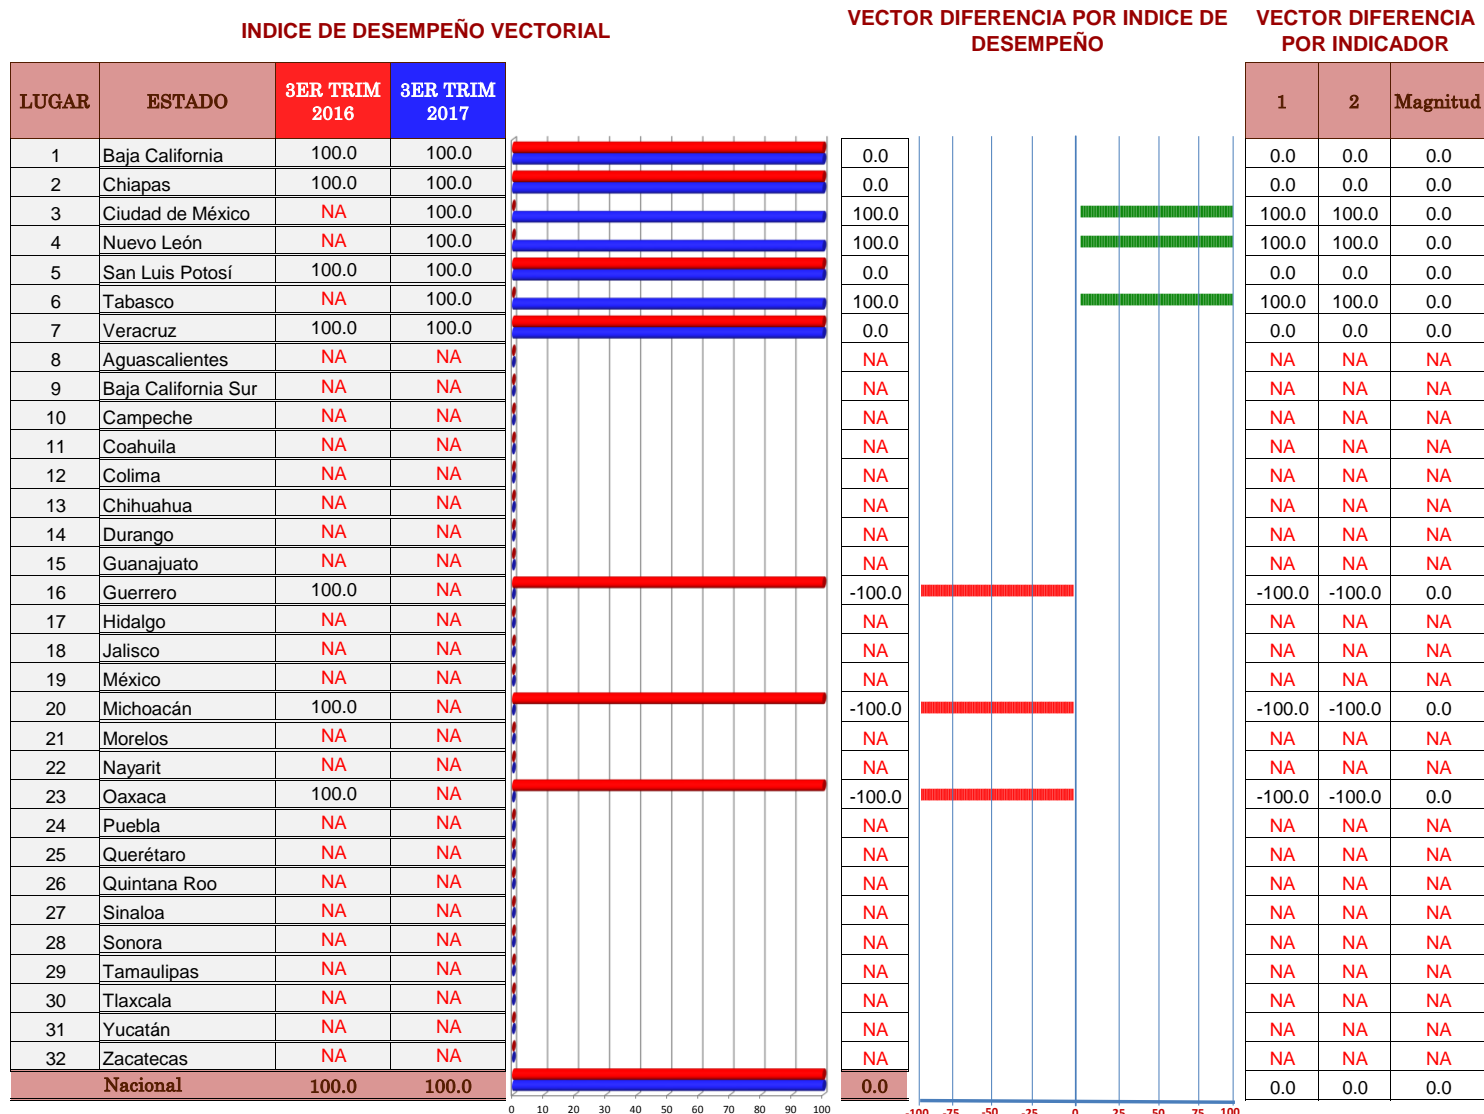 INDICE DE DESEMPEÑO VECTORIAL
VECTOR DIFERENCIA POR INDICE DE
DESEMPEÑO
VECTOR DIFERENCIA
POR INDICADOR
LUGAR ESTADO 3ER TRIM 2016 3ER TRIM 2017 1 2 Magnitud
1 Baja California 100.0 100.0 0.0 0.0 0.0 0.0
2 Chiapas 100.0 100.0 0.0 0.0 0.0 0.0
3 Ciudad de México NA 100.0 100.0 100.0 100.0 0.0
4 Nuevo León NA 100.0 100.0 100.0 100.0 0.0
5 San Luis Potosí 100.0 100.0 0.0 0.0 0.0 0.0
6 Tabasco NA 100.0 100.0 100.0 100.0 0.0
7 Veracruz 100.0 100.0 0.0 0.0 0.0 0.0
8 Aguascalientes NA NA NA NA NA NA
9 Baja California Sur NA NA NA NA NA NA
10 Campeche NA NA NA NA NA NA
11 Coahuila NA NA NA NA NA NA
12 Colima NA NA NA NA NA NA
13 Chihuahua NA NA NA NA NA NA
14 Durango NA NA NA NA NA NA
15 Guanajuato NA NA NA NA NA NA
16 Guerrero 100.0 NA -100.0 -100.0 -100.0 0.0
17 Hidalgo NA NA NA NA NA NA
18 Jalisco NA NA NA NA NA NA
19 México NA NA NA NA NA NA
20 Michoacán 100.0 NA -100.0 -100.0 -100.0 0.0
21 Morelos NA NA NA NA NA NA
22 Nayarit NA NA NA NA NA NA
23 Oaxaca 100.0 NA -100.0 -100.0 -100.0 0.0
24 Puebla NA NA NA NA NA NA
25 Querétaro NA NA NA NA NA NA
26 Quintana Roo NA NA NA NA NA NA
27 Sinaloa NA NA NA NA NA NA
28 Sonora NA NA NA NA NA NA
29 Tamaulipas NA NA NA NA NA NA
30 Tlaxcala NA NA NA NA NA NA
31 Yucatán NA NA NA NA NA NA
32 Zacatecas NA NA NA NA NA NA
Nacional 100.0 100.0 0.0 0.0 0.0 0.0
0 10 20 30 40 50 60 70 80 90 100
-100 -75 -50 -25 0 25 50 75 100